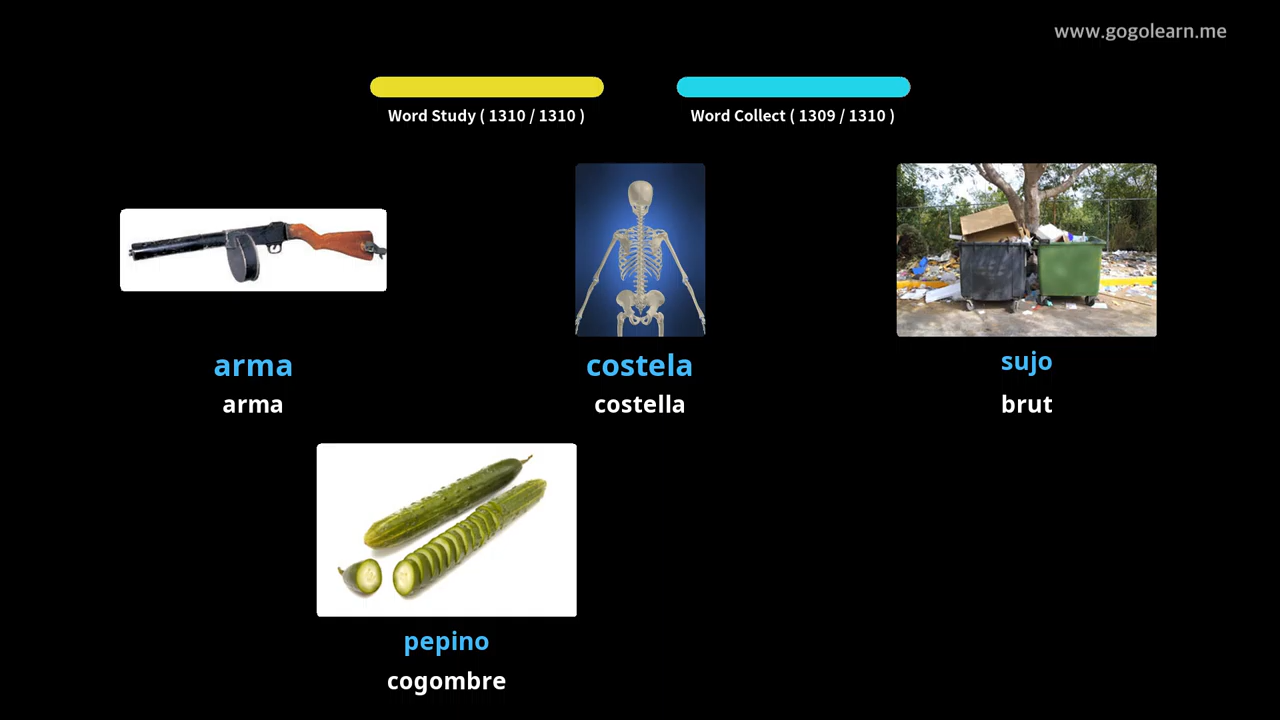 www.gogolearn.me
Word Study ( 1310 / 1310 )
Word Collect ( 1309 / 1310 )
arma
arma
costela
costella
sujo
brut
pepino
cogombre